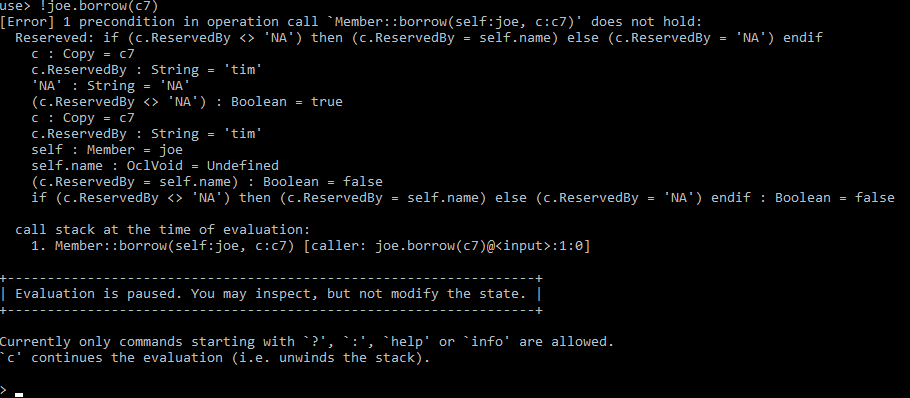 use> !joe.borrow(c7)
[Error] 1 precondition in operation call `Member::borrow(self:joe, c:c7)' does not hold:
  Resereved: if (c.ReservedBy <> 'NA') then (c.ReservedBy = self.name) else (c.ReservedBy = 'NA') endif
    c : Copy = c7
    c.ReservedBy : String = 'tim'
    'NA' : String = 'NA'
    (c.ReservedBy <> 'NA') : Boolean = true
    c : Copy = c7
    c.ReservedBy : String = 'tim'
    self : Member = joe
    self.name : OclVoid = Undefined
    (c.ReservedBy = self.name) : Boolean = false
    if (c.ReservedBy <> 'NA') then (c.ReservedBy = self.name) else (c.ReservedBy = 'NA') endif : Boolean = false
  call stack at the time of evaluation:
    1. Member::borrow(self:joe, c:c7) [caller: joe.borrow(c7)@<input>:1:0]
+------------------------------------------------------------------+
| Evaluation is paused. You may inspect, but not modify the state. |
+------------------------------------------------------------------+
Currently only commands starting with `?', `:', `help' or `info' are allowed.
`c' continues the evaluation (i.e. unwinds the stack).
> _